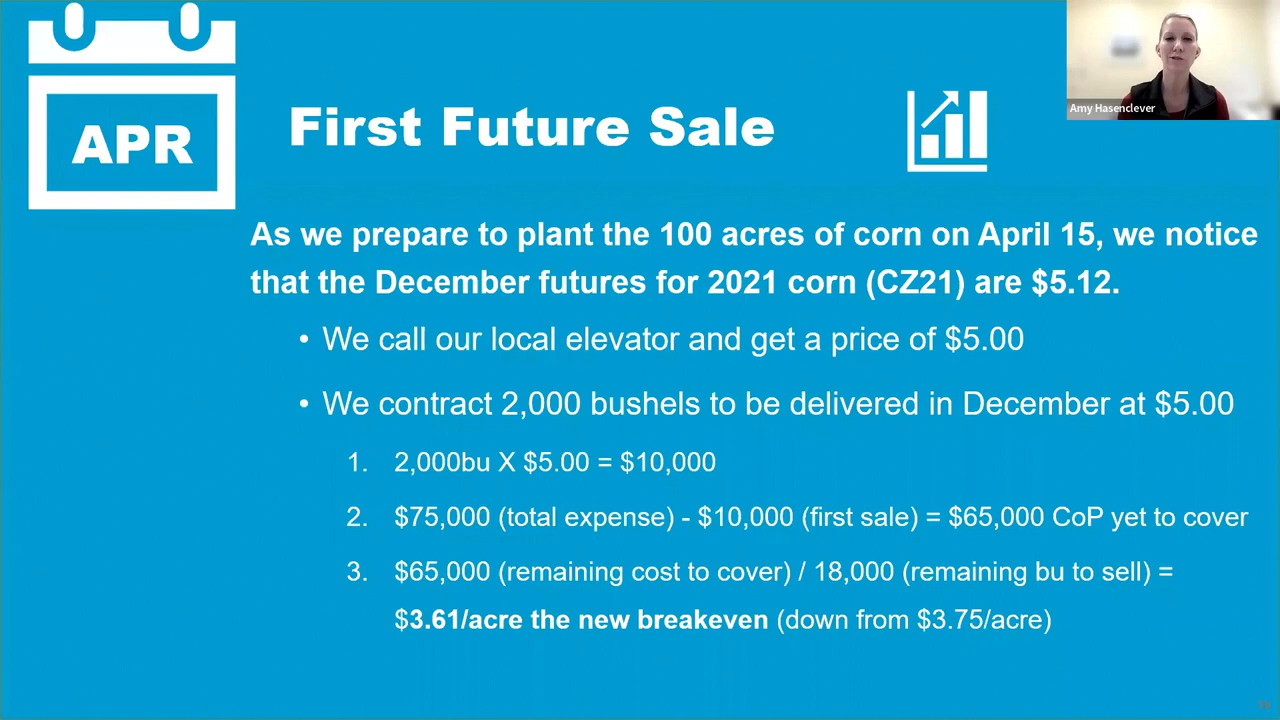 APR
First Future Sale
Amy Hasenclever
As we prepare to plant the 100 acres of corn on April 15, we notice
that the December futures for 2021 corn (CZ21) are $5.12.
• We call our local elevator and get a price of $5.00
• We contract 2,000 bushels to be delivered in December at $5.00
1. 2,000bu X $5.00 = $10,000
2. $75,000 (total expense) - $10,000 (first sale) = $65,000 CoP yet to cover
3. $65,000 (remaining cost to cover) / 18,000 (remaining bu to sell) =
$3.61/acre the new breakeven (down from $3.75/acre)